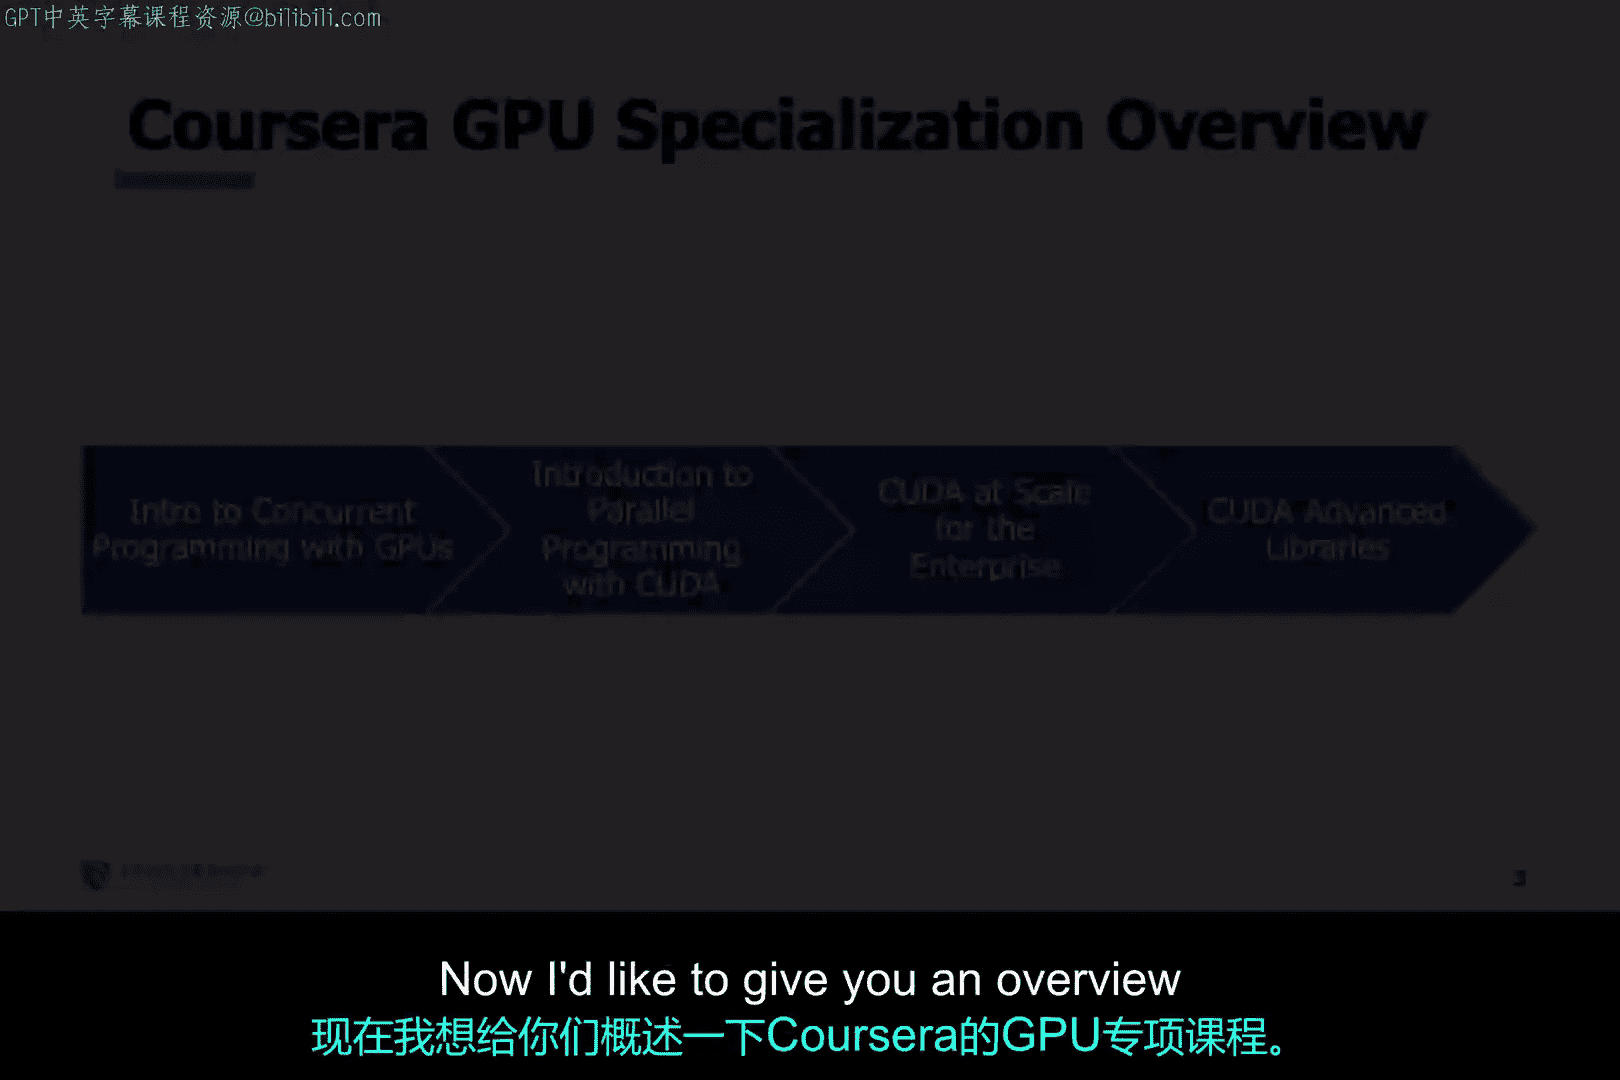 GPT中英字幕课程资源@bilibili.com
Coursera GPU Specialization Overview
Intro to Concurrent
Programming with GPUs
Introduction to
Parallel
Programming
with CUDA
CUDA at Scale
for the
Enterprise
CUDA Advanced
Libraries
3
Now I'd like to give you an overview
现在我想给你们概述一下Coursera的GPU专项课程。